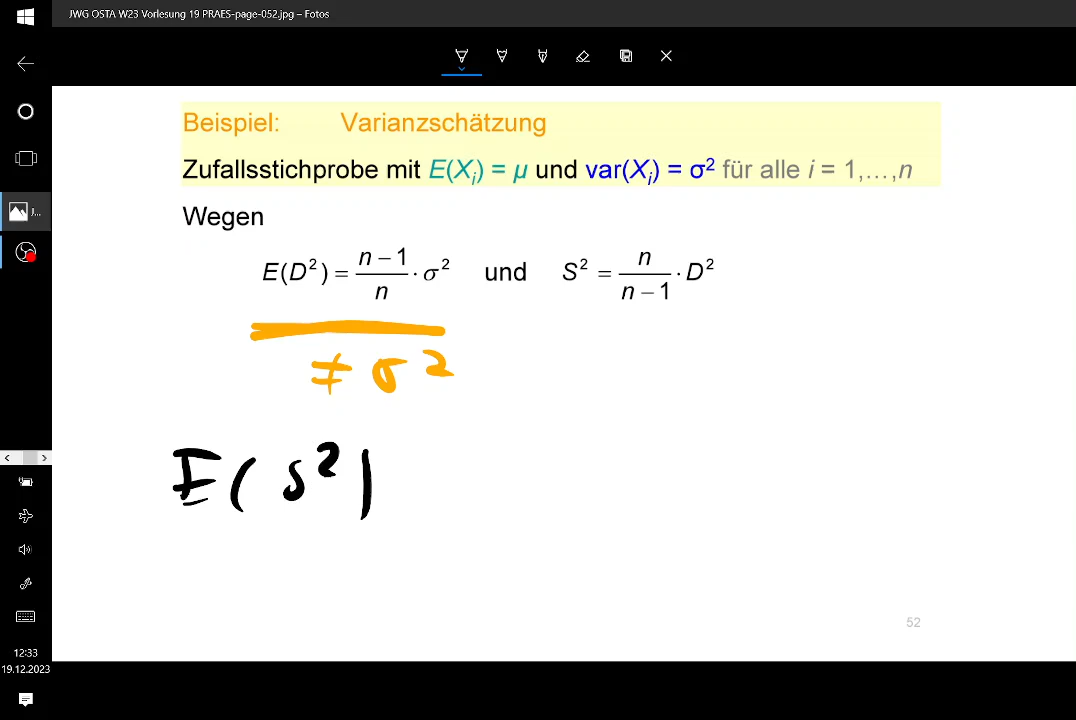 JWG OSTA W23 Vorlesung 19 PRAES-page-052.jpg – Fotos
J...
Beispiel: Varianzschätzung
Zufallsstichprobe mit E(Xᵢ) = μ und var(Xᵢ) = σ² für alle i = 1,…,n
Wegen
E(D²) = (n − 1)/n · σ² und S² = n/(n − 1) · D²
≠ σ²
E(S²)
52
12:33
19.12.2023